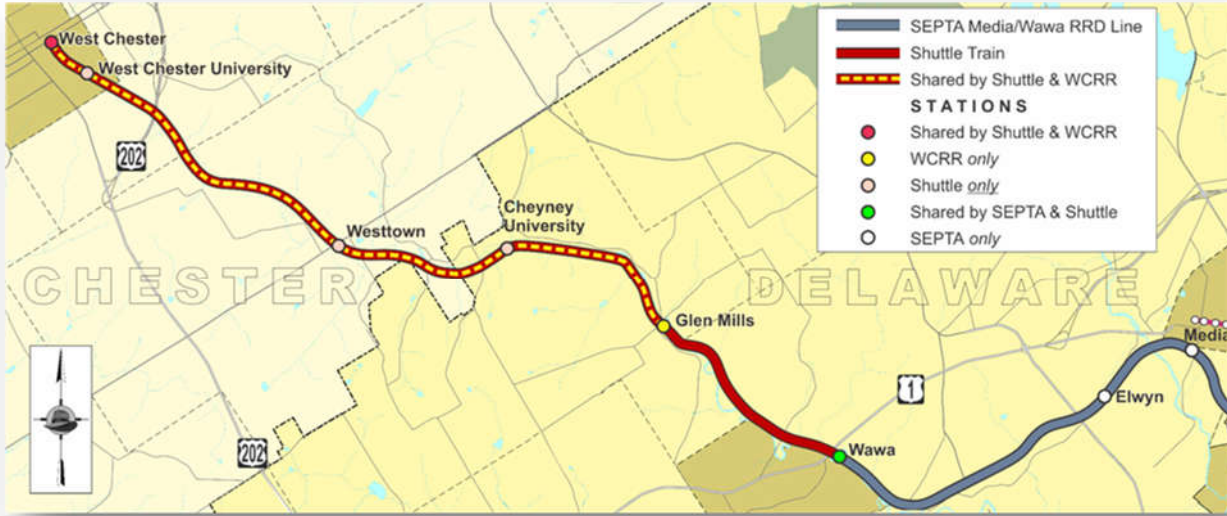 West Chester
West Chester University
202
Westtown
Cheyney
University
CHESTER
Glen Mills
202
DELAWARE
1
Wawa
Elwyn
Media
SEPTA Media/Wawa RRD Line
Shuttle Train
Shared by Shuttle & WCRR
STATIONS
Shared by Shuttle & WCRR
WCRR only
Shuttle only
Shared by SEPTA & Shuttle
SEPTA only